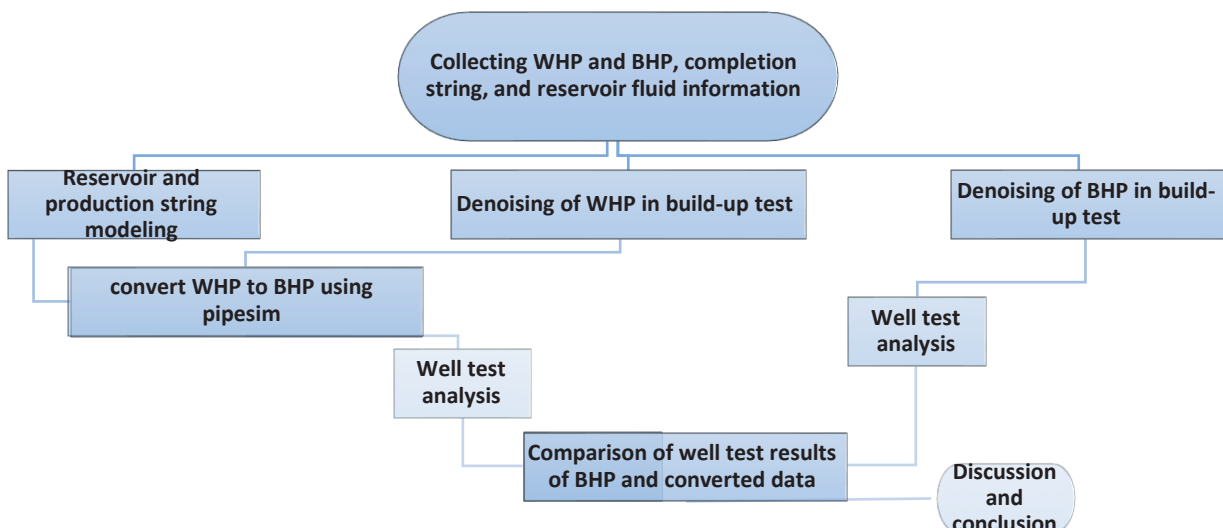 Collecting WHP and BHP, completion
string, and reservoir fluid information
Reservoir and
production string
modeling
Denoising of WHP in build-up test
Denoising of BHP in build-
up test
convert WHP to BHP using
pipesim
Well test
analysis
Well test
analysis
Comparison of well test results
of BHP and converted data
Discussion
and
conclusion